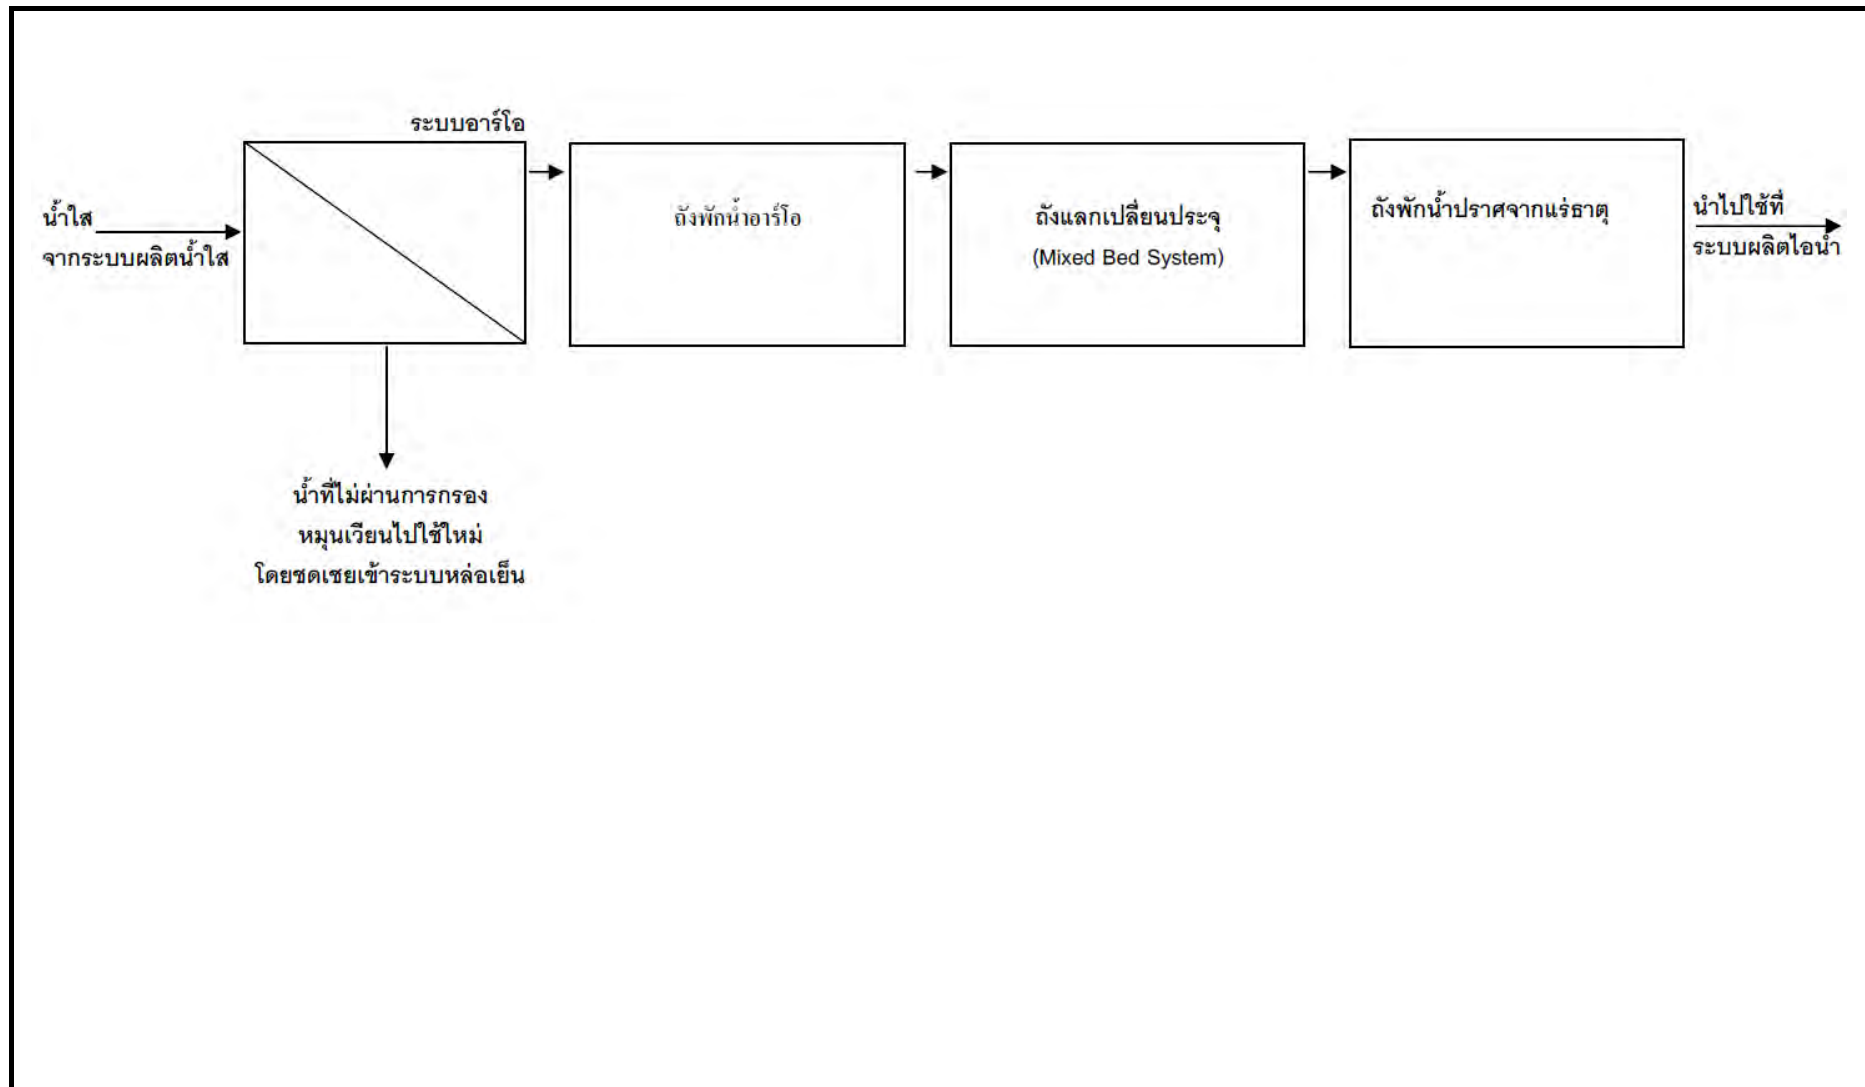 ระบบอาร์โอ
น้ำใส
จากระบบผลิตน้ำใส
ถังพักน้ำอาร์โอ
ถังแลกเปลี่ยนประจุ
(Mixed Bed System)
ถังพักน้ำปราศจากแร่ธาตุ
นำไปใช้ที่
ระบบผลิตไอน้ำ
น้ำที่ไม่ผ่านการกรอง
หมุนเวียนไปใช้ใหม่
โดยชดเชยเข้าระบบหล่อเย็น